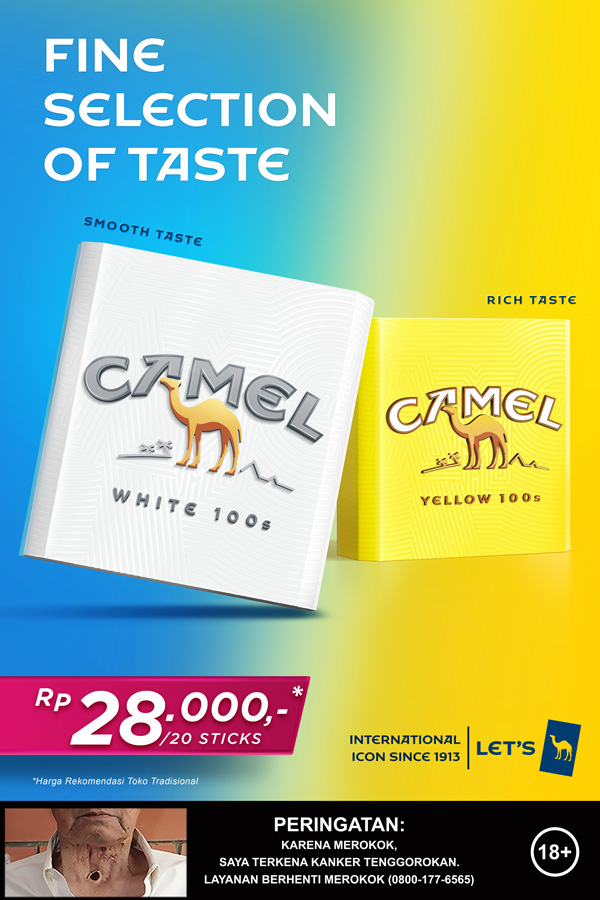 FINE
SELECTION
OF TASTE
SMOOTH TASTE
RICH TASTE
CAMEL
WHITE 100s
CAMEL
YELLOW 100s
Rp 28.000,-*
/20 STICKS
*Harga Rekomendasi Toko Tradisional
INTERNATIONAL
ICON SINCE 1913
LET'S
PERINGATAN:
KARENA MEROKOK,
SAYA TERKENA KANKER TENGGOROKAN.
LAYANAN BERHENTI MEROKOK (0800-177-6565)
18+